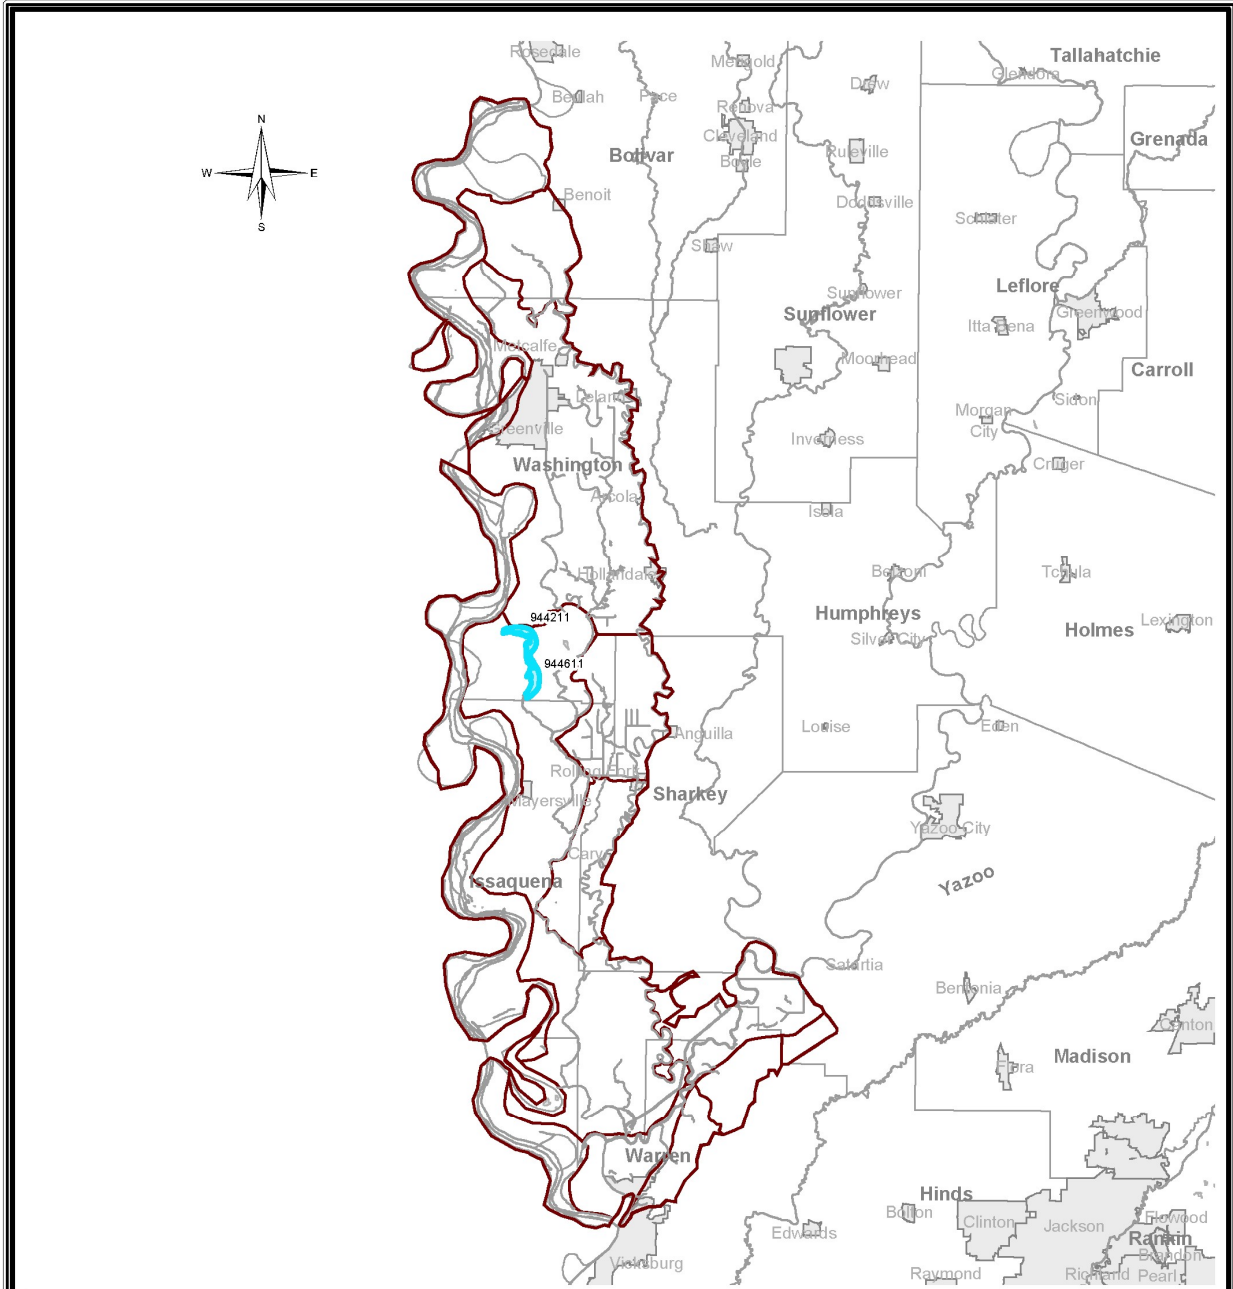 Rosedale
Merigold
Tallahatchie
Glendora
Drew
Beulah
Pace
Renova
N
Cleveland
Grenada
Bolivar
Boyle
Ruleville
W
E
Benoit
Doddsville
Schlater
S
Shaw
Leflore
Sunflower
Sunflower
Greenwood
Itta Bena
Metcalfe
Moorhead
Carroll
Leland
Sidon
Morgan
City
Greenville
Inverness
Washington
Cruger
Arcola
Isola
Hollandale
Belzoni
Tchula
944211
Humphreys
Lexington
Holmes
Silver City
944611
Louise
Eden
Anguilla
Rolling Fork
Mayersville
Sharkey
Yazoo City
Cary
Issaquena
Yazoo
Satartia
Bentonia
Canton
Madison
Flora
Warren
Hinds
Bolton
Clinton
Jackson
Flowood
Edwards
Rankin
Brandon
Vicksburg
Raymond
Richland
Pearl